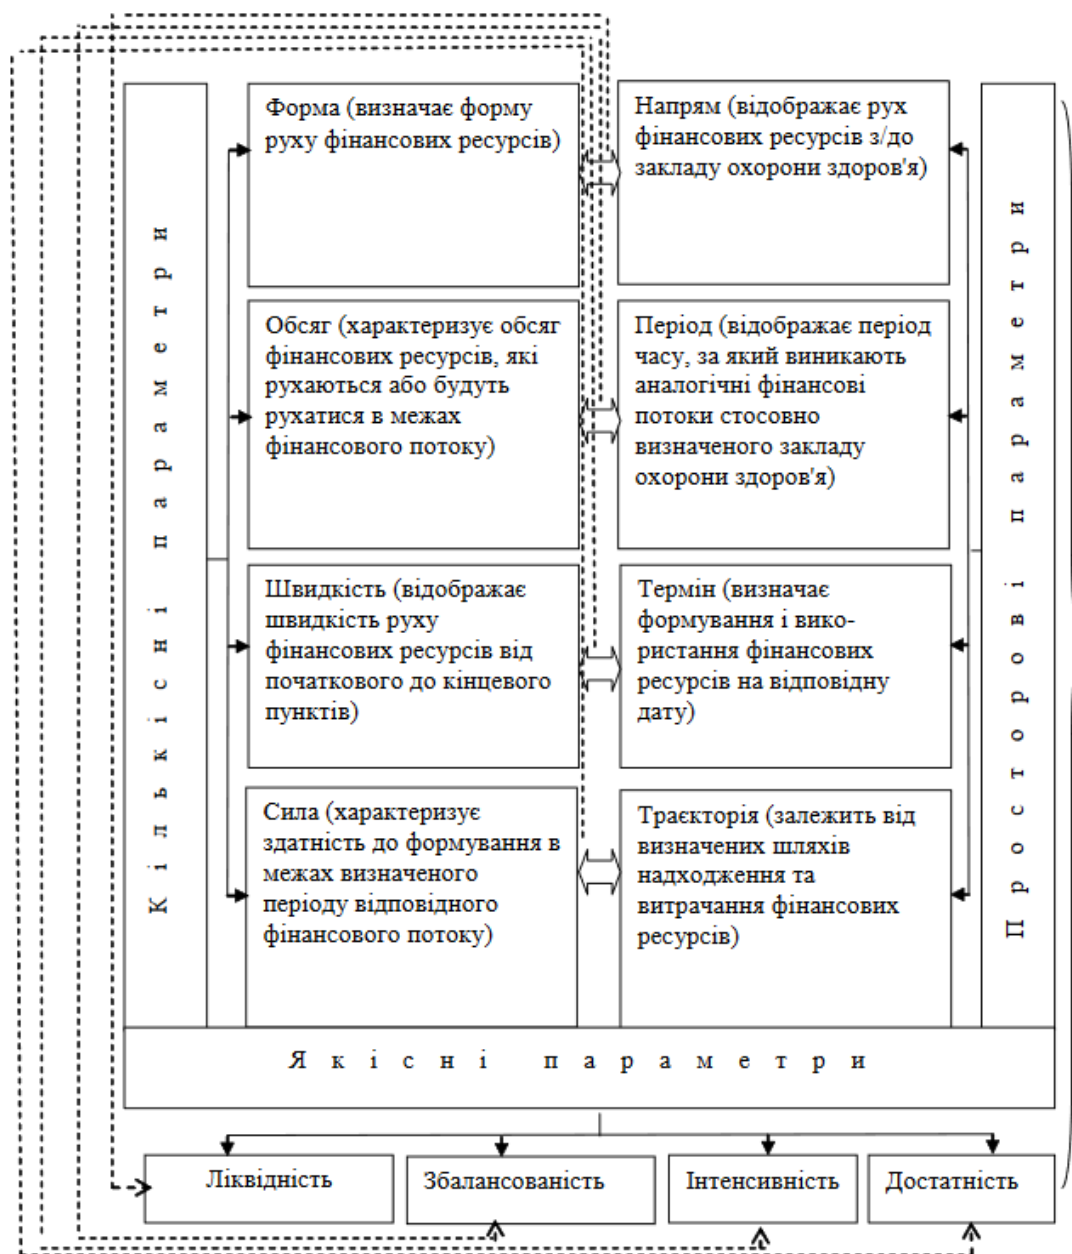 Кількісні параметри
Форма (визначає форму
руху фінансових ресурсів)
Обсяг (характеризує обсяг
фінансових ресурсів, які
рухаються або будуть
рухатися в межах
фінансового потоку)
Швидкість (відображає
швидкість руху
фінансових ресурсів від
початкового до кінцевого
пунктів)
Сила (характеризує
здатність до формування в
межах визначеного
періоду відповідного
фінансового потоку)
Напрям (відображає рух
фінансових ресурсів з/до
закладу охорони здоров'я)
Період (відображає період
часу, за який виникають
аналогічні фінансові
потоки стосовно
визначеного закладу
охорони здоров'я)
Термін (визначає
формування і вико-
ристання фінансових
ресурсів на відповідну
дату)
Траєкторія (залежить від
визначених шляхів
надходження та
витрачання фінансових
ресурсів)
Просторові параметри
Якісні параметри
Ліквідність
Збалансованість
Інтенсивність
Достатність